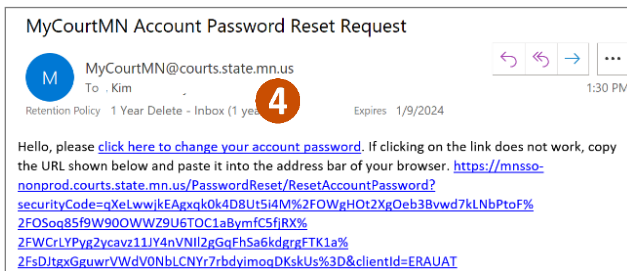 MyCourtMN Account Password Reset Request
M
MyCourtMN@courts.state.mn.us
To Kim
1:30 PM
Retention Policy 1 Year Delete - Inbox (1 yea
4
Expires 1/9/2024
Hello, please click here to change your account password. If clicking on the link does not work, copy
the URL shown below and paste it into the address bar of your browser. https://mnsso-
nonprod.courts.state.mn.us/PasswordReset/ResetAccountPassword?
securityCode=qXeLwwjkEAgxqk0k4D8Ut5i4M%2FOWgHOt2XgOeb3Bvwd7kLNbPtoF%
2FOSoq85f9W90OWWZ9U6TOC1aBymfC5fjRX%
2FWCrLYPyg2ycavz11JY4nVNIl2gGqFhSa6kdgrgFTK1a%
2FsDJtgxGguwrVWdV0NbLCNYr7rbdyimoqDKskUs%3D&clientId=ERAUAT